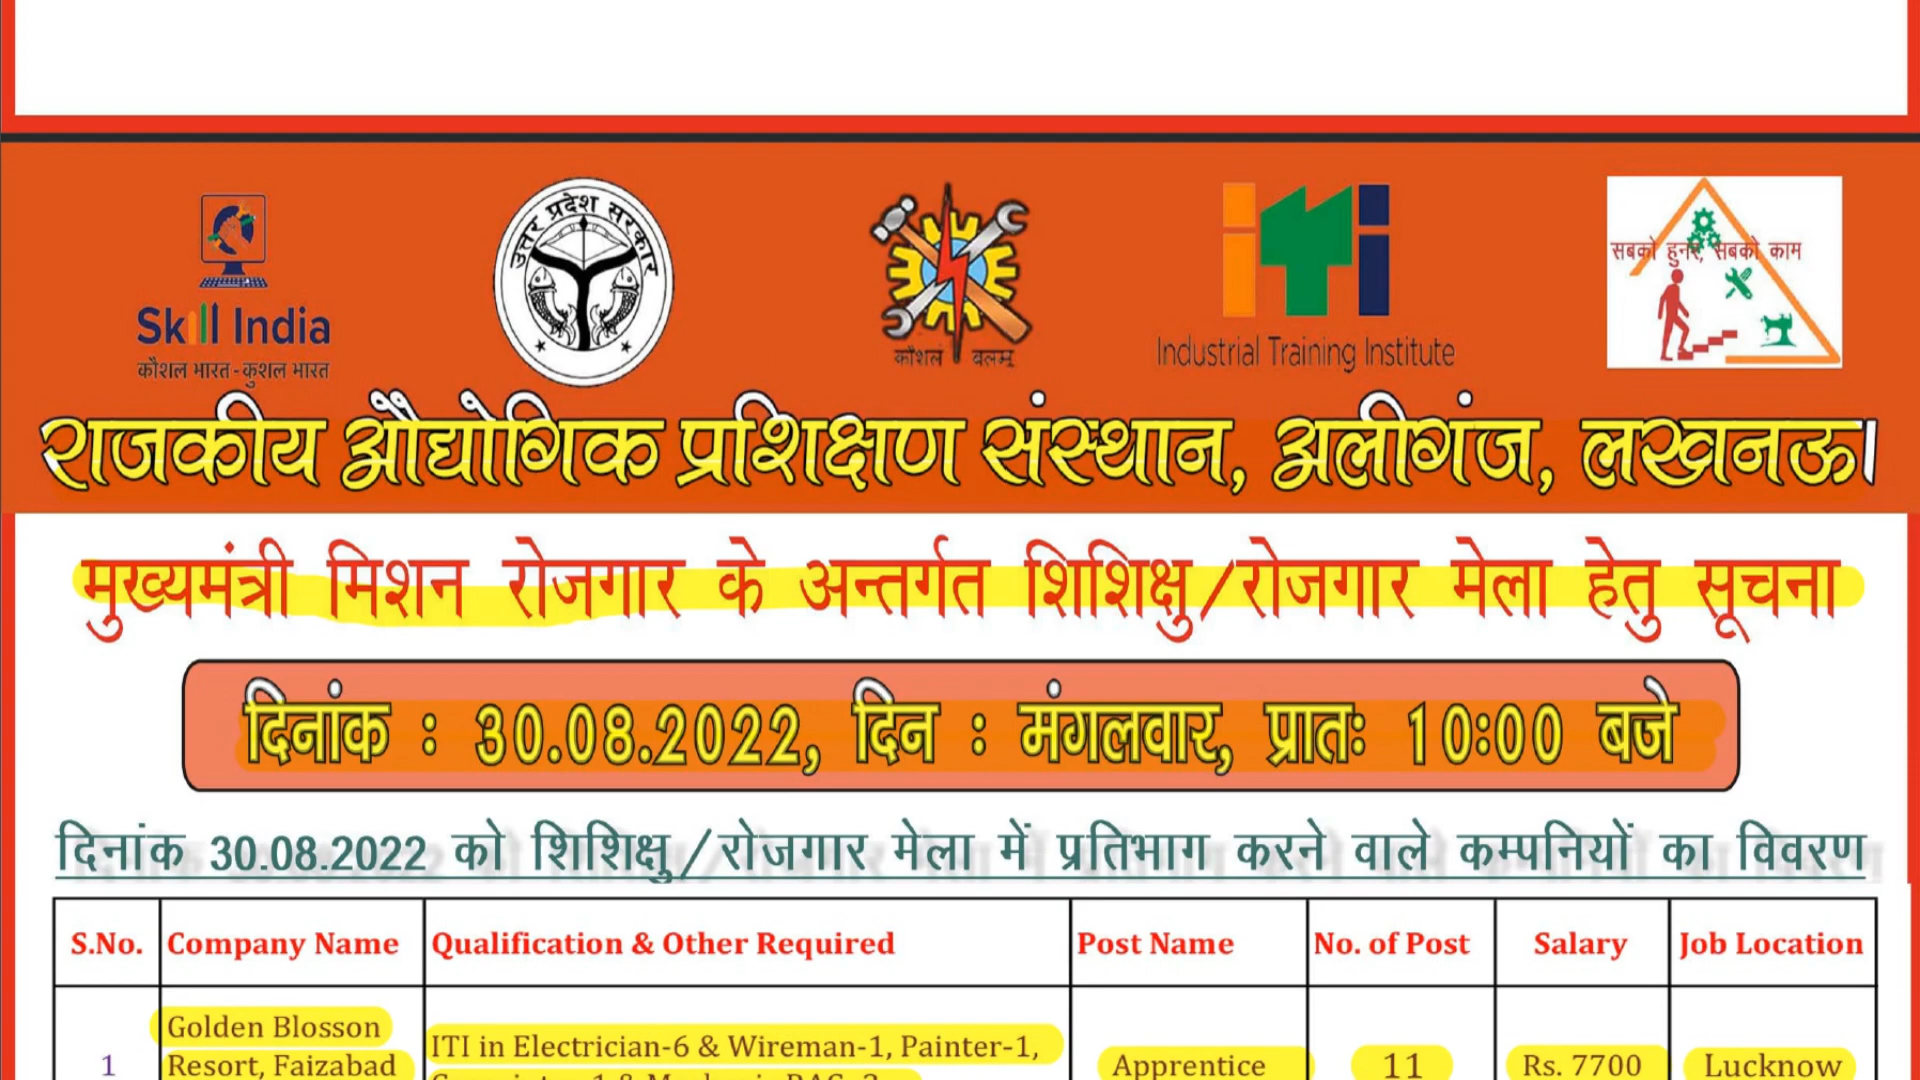 Skill India
कौशल भारत-कुशल भारत
उत्तर प्रदेश सरकार
कौशलं बलम्
Industrial Training Institute
सबको हुनर, सबको काम
राजकीय औद्योगिक प्रशिक्षण संस्थान, अलीगंज, लखनऊ।
मुख्यमंत्री मिशन रोजगार के अन्तर्गत शिशिक्षु/रोजगार मेला हेतु सूचना
दिनांक : 30.08.2022, दिन : मंगलवार, प्रातः 10:00 बजे
दिनांक 30.08.2022 को शिशिक्षु/रोजगार मेला में प्रतिभाग करने वाले कम्पनियों का विवरण
S.No. Company Name Qualification & Other Required Post Name No. of Post Salary Job Location
Golden Blosson
ITI in Electrician-6 & Wireman-1, Painter-1,
1 Resort, Faizabad Apprentice 11 Rs. 7700 Lucknow